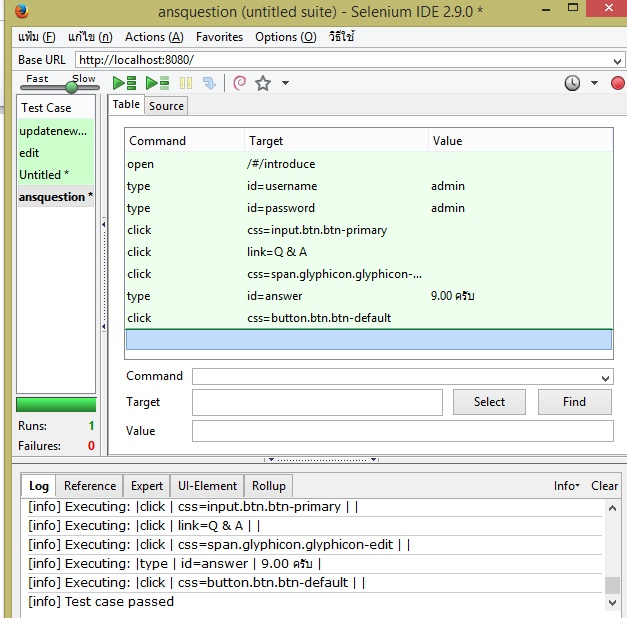 ansquestion (untitled suite) - Selenium IDE 2.9.0 *
แฟ้ม (F) แก้ไข (ก) Actions (A) Favorites Options (O) วิธีใช้
Base URL http://localhost:8080/
Fast Slow
Table Source
Test Case
updatenew...
edit
Untitled *
ansquestion *
Command Target Value
open /#/introduce
type id=username admin
type id=password admin
click css=input.btn.btn-primary
click link=Q & A
click css=span.glyphicon.glyphicon-...
type id=answer 9.00 ครับ
click css=button.btn.btn-default
Command
Target Select Find
Value
Runs: 1
Failures: 0
Log Reference Expert UI-Element Rollup Info Clear
[info] Executing: |click | css=input.btn.btn-primary | |
[info] Executing: |click | link=Q & A | |
[info] Executing: |click | css=span.glyphicon.glyphicon-edit | |
[info] Executing: |type | id=answer | 9.00 ครับ |
[info] Executing: |click | css=button.btn.btn-default | |
[info] Test case passed